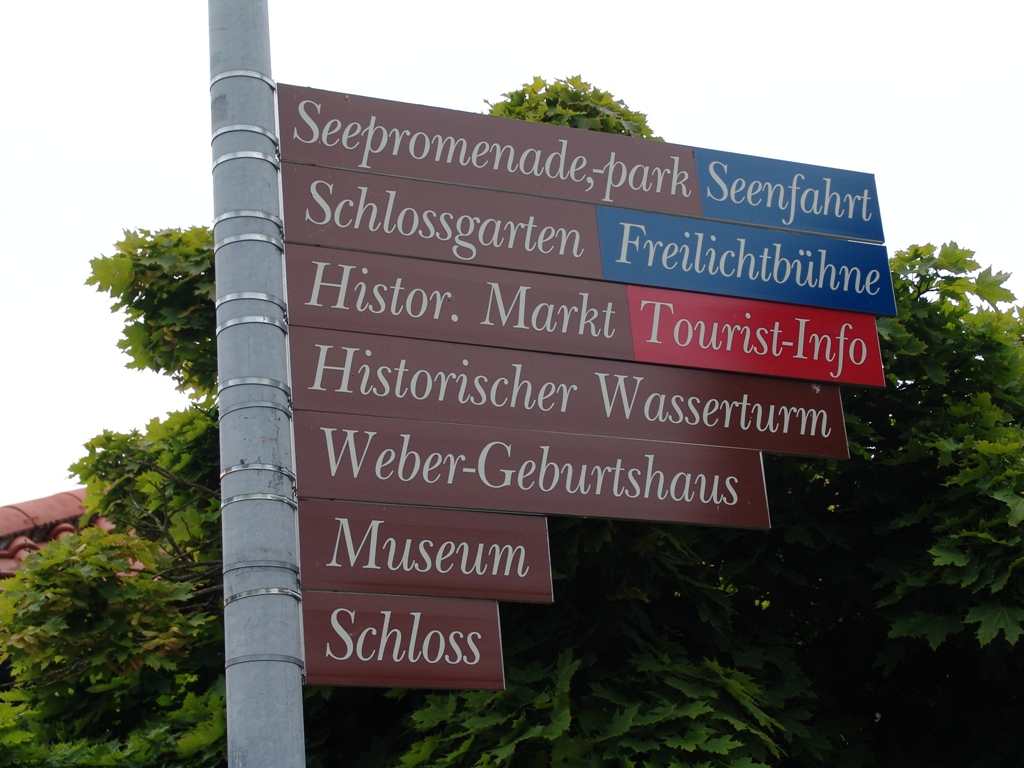 Seepromenade,-park Seenfahrt
Schlossgarten Freilichtbühne
Histor. Markt Tourist-Info
Historischer Wasserturm
Weber-Geburtshaus
Museum
Schloss